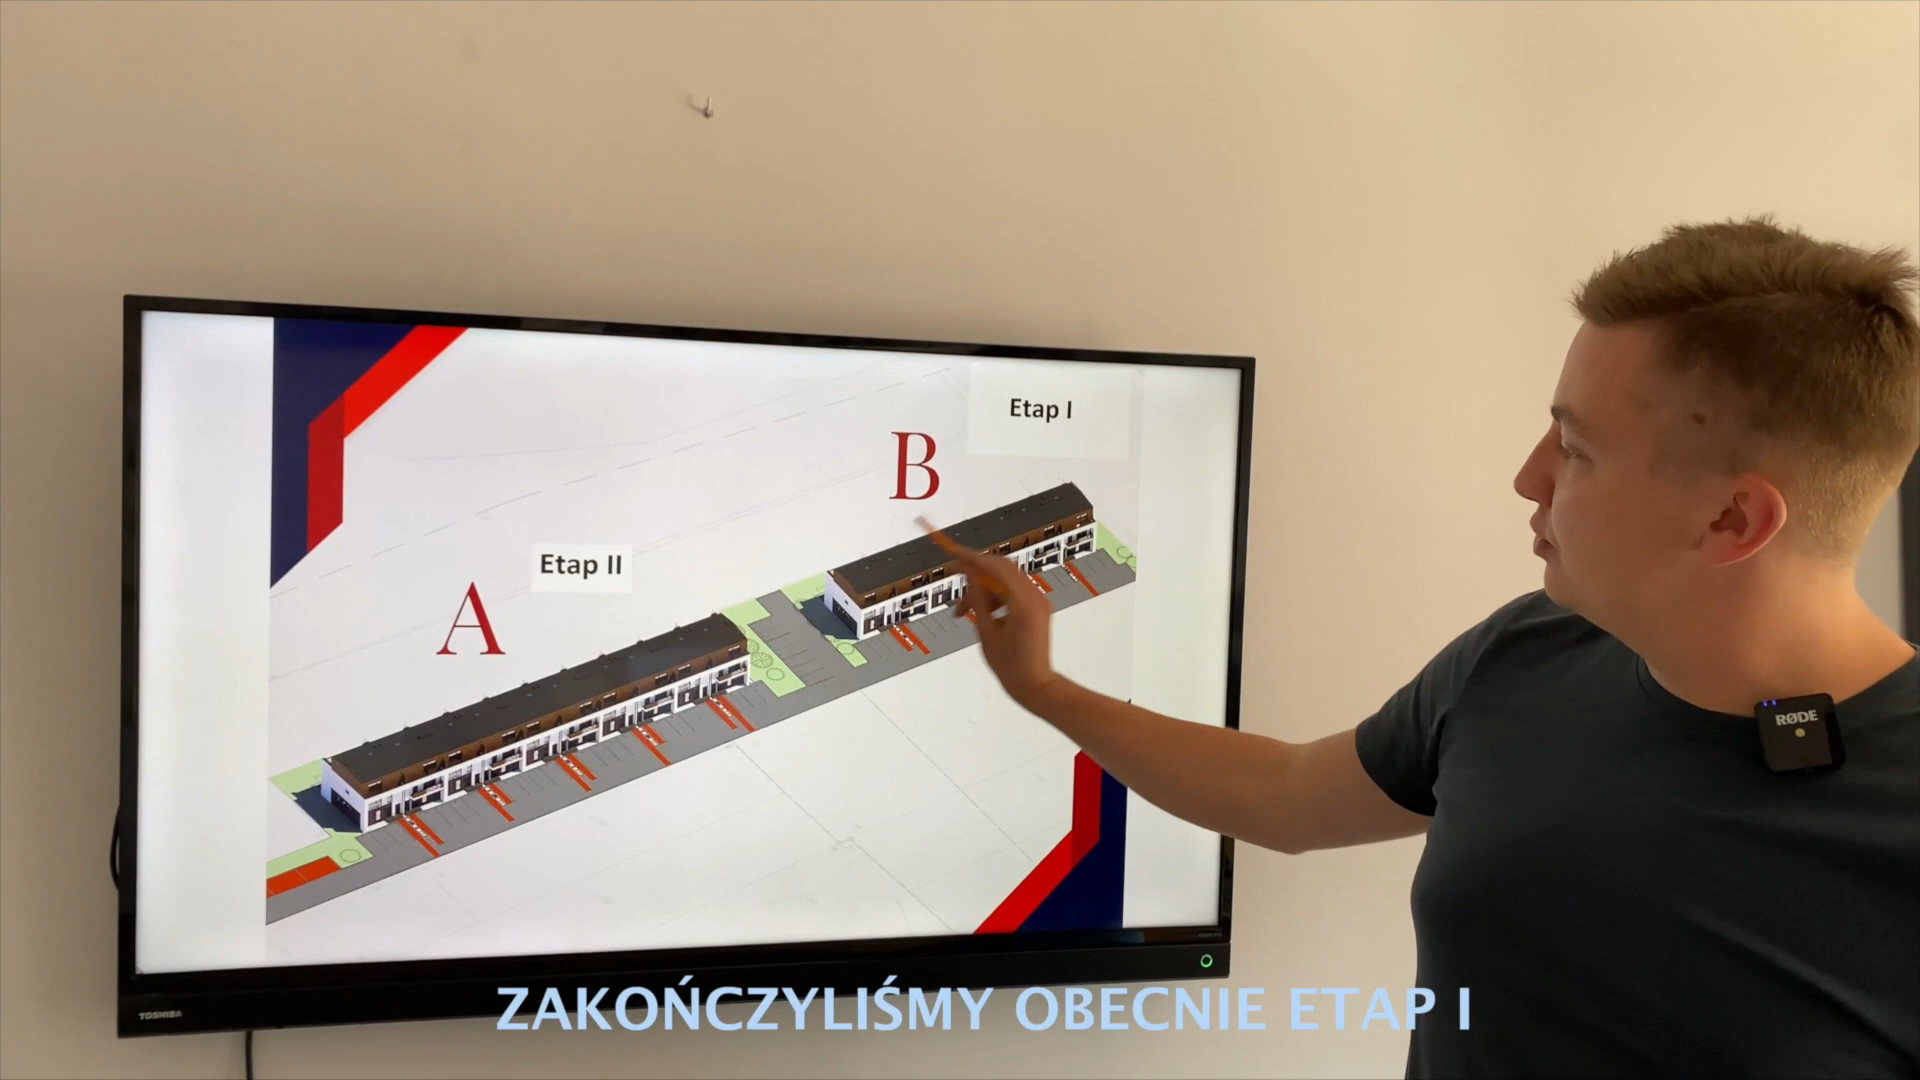 Etap I
B
Etap II
A
RØDE
TOSHIBA
ZAKOŃCZYLIŚMY OBECNIE ETAP I